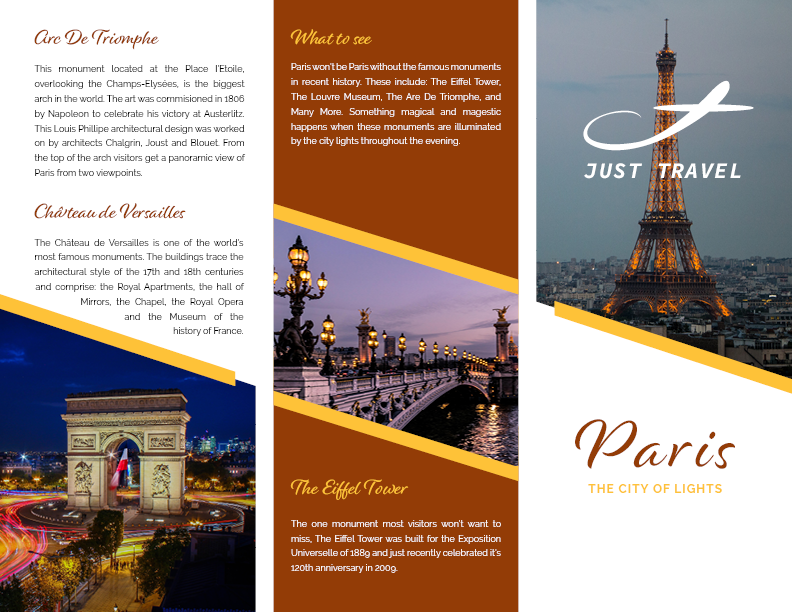 Arc De Triomphe
This monument located at the Place l'Etoile,
overlooking the Champs-Elysées, is the biggest
arch in the world. The art was commisioned in 1806
by Napoleon to celebrate his victory at Austerlitz.
This Louis Phillipe architectural design was worked
on by architects Chalgrin, Joust and Blouet. From
the top of the arch visitors get a panoramic view of
Paris from two viewpoints.
Château de Versailles
The Château de Versailles is one of the world's
most famous monuments. The buildings trace the
architectural style of the 17th and 18th centuries
and comprise: the Royal Apartments, the hall of
Mirrors, the Chapel, the Royal Opera
and the Museum of the
history of France.
What to see
Paris won't be Paris without the famous monuments
in recent history. These include: The Eiffel Tower,
The Louvre Museum, The Are De Triomphe, and
Many More. Something magical and magestic
happens when these monuments are illuminated
by the city lights throughout the evening.
The Eiffel Tower
The one monument most visitors won't want to
miss, The Eiffel Tower was built for the Exposition
Universelle of 1889 and just recently celebrated it's
120th anniversary in 2009.
JUST TRAVEL
Paris
THE CITY OF LIGHTS